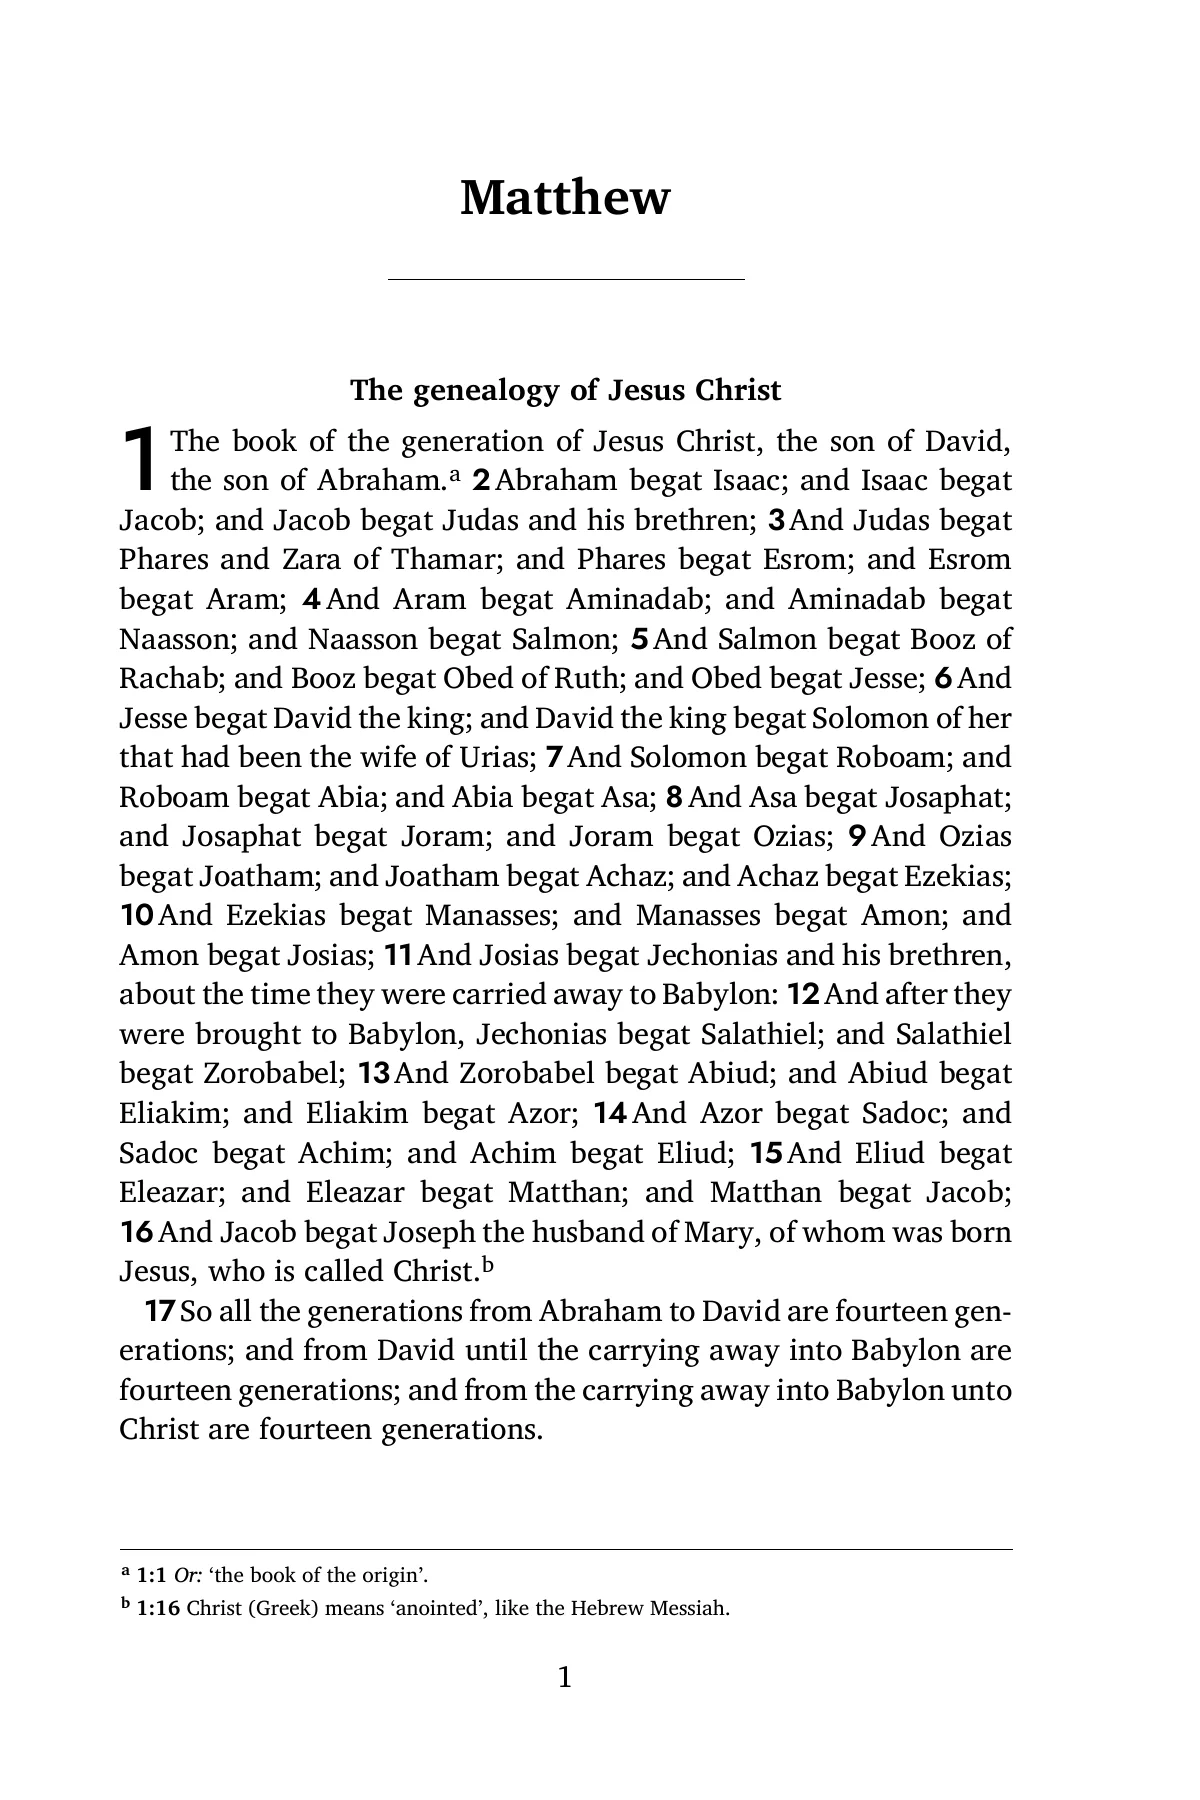 Matthew
The genealogy of Jesus Christ
1 The book of the generation of Jesus Christ, the son of David,
the son of Abraham.a 2 Abraham begat Isaac; and Isaac begat
Jacob; and Jacob begat Judas and his brethren; 3 And Judas begat
Phares and Zara of Thamar; and Phares begat Esrom; and Esrom
begat Aram; 4 And Aram begat Aminadab; and Aminadab begat
Naasson; and Naasson begat Salmon; 5 And Salmon begat Booz of
Rachab; and Booz begat Obed of Ruth; and Obed begat Jesse; 6 And
Jesse begat David the king; and David the king begat Solomon of her
that had been the wife of Urias; 7 And Solomon begat Roboam; and
Roboam begat Abia; and Abia begat Asa; 8 And Asa begat Josaphat;
and Josaphat begat Joram; and Joram begat Ozias; 9 And Ozias
begat Joatham; and Joatham begat Achaz; and Achaz begat Ezekias;
10 And Ezekias begat Manasses; and Manasses begat Amon; and
Amon begat Josias; 11 And Josias begat Jechonias and his brethren,
about the time they were carried away to Babylon: 12 And after they
were brought to Babylon, Jechonias begat Salathiel; and Salathiel
begat Zorobabel; 13 And Zorobabel begat Abiud; and Abiud begat
Eliakim; and Eliakim begat Azor; 14 And Azor begat Sadoc; and
Sadoc begat Achim; and Achim begat Eliud; 15 And Eliud begat
Eleazar; and Eleazar begat Matthan; and Matthan begat Jacob;
16 And Jacob begat Joseph the husband of Mary, of whom was born
Jesus, who is called Christ.b
17 So all the generations from Abraham to David are fourteen gen-
erations; and from David until the carrying away into Babylon are
fourteen generations; and from the carrying away into Babylon unto
Christ are fourteen generations.
a 1:1 Or: ‘the book of the origin’.
b 1:16 Christ (Greek) means ‘anointed’, like the Hebrew Messiah.
1